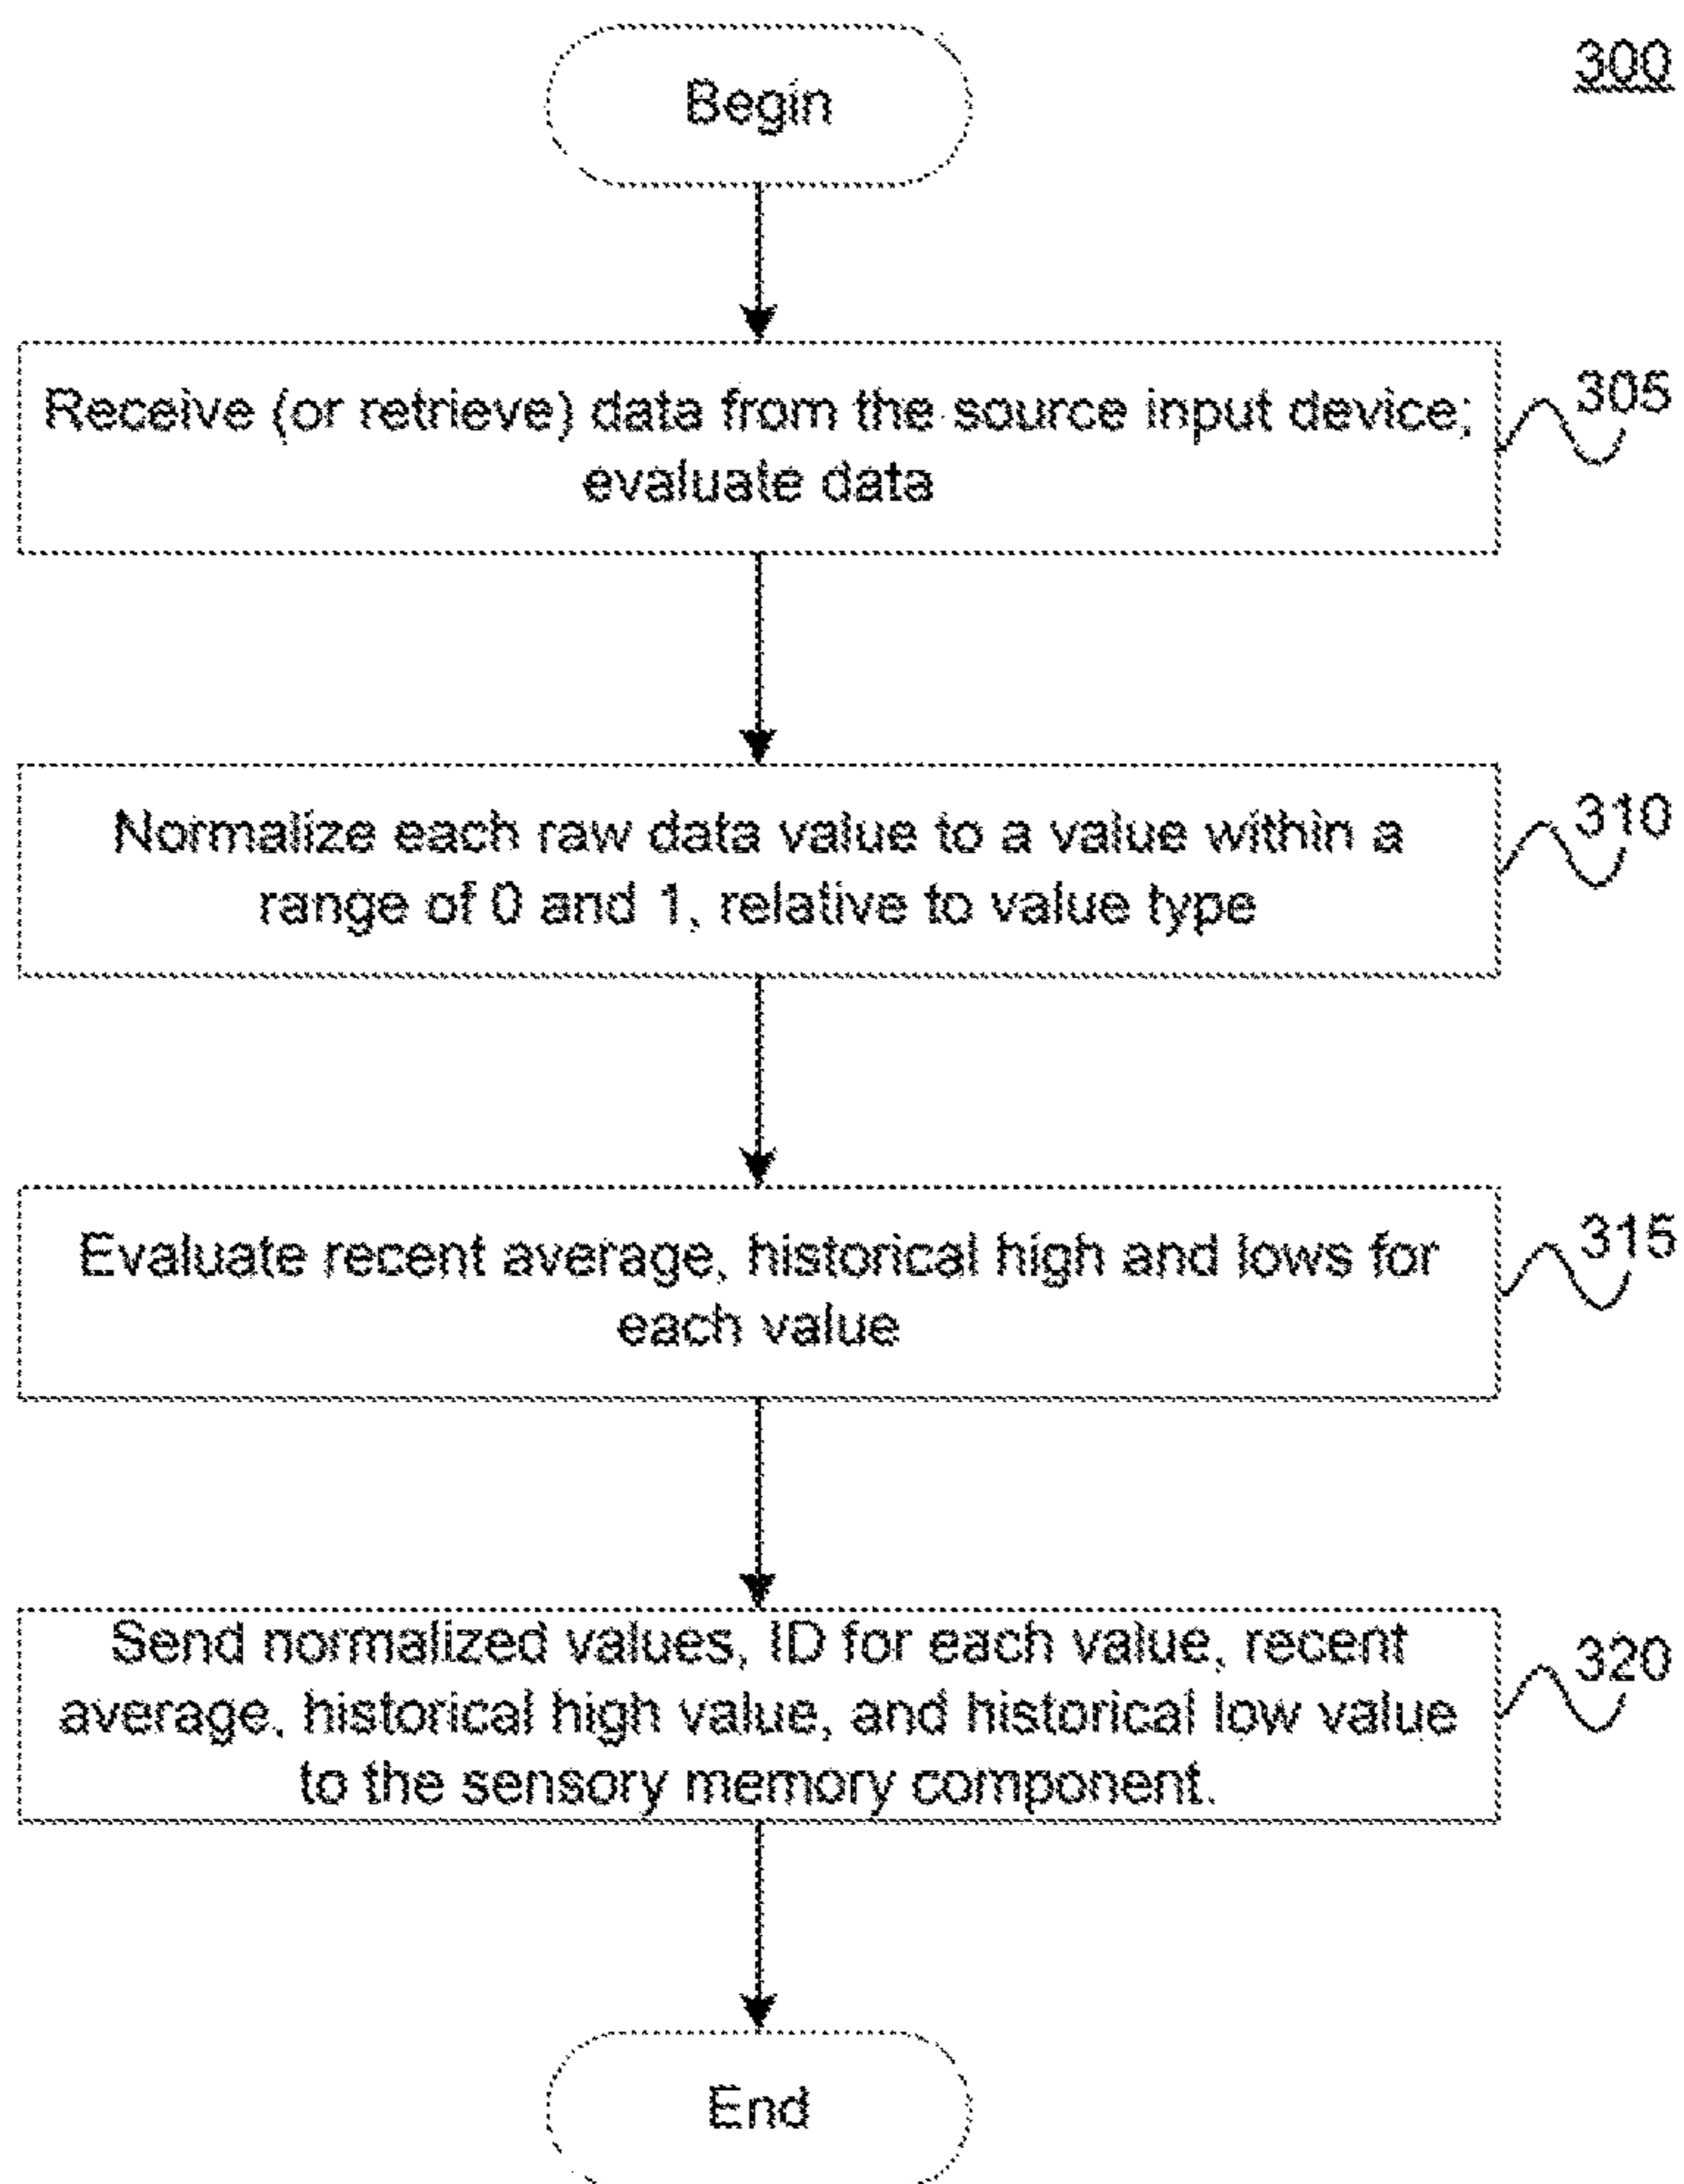 300
Begin
Receive (or retrieve) data from the source input device;
evaluate data
305
Normalize each raw data value to a value within a
range of 0 and 1, relative to value type
310
Evaluate recent average, historical high and lows for
each value
315
Send normalized values, ID for each value, recent
average, historical high value, and historical low value
to the sensory memory component.
320
End